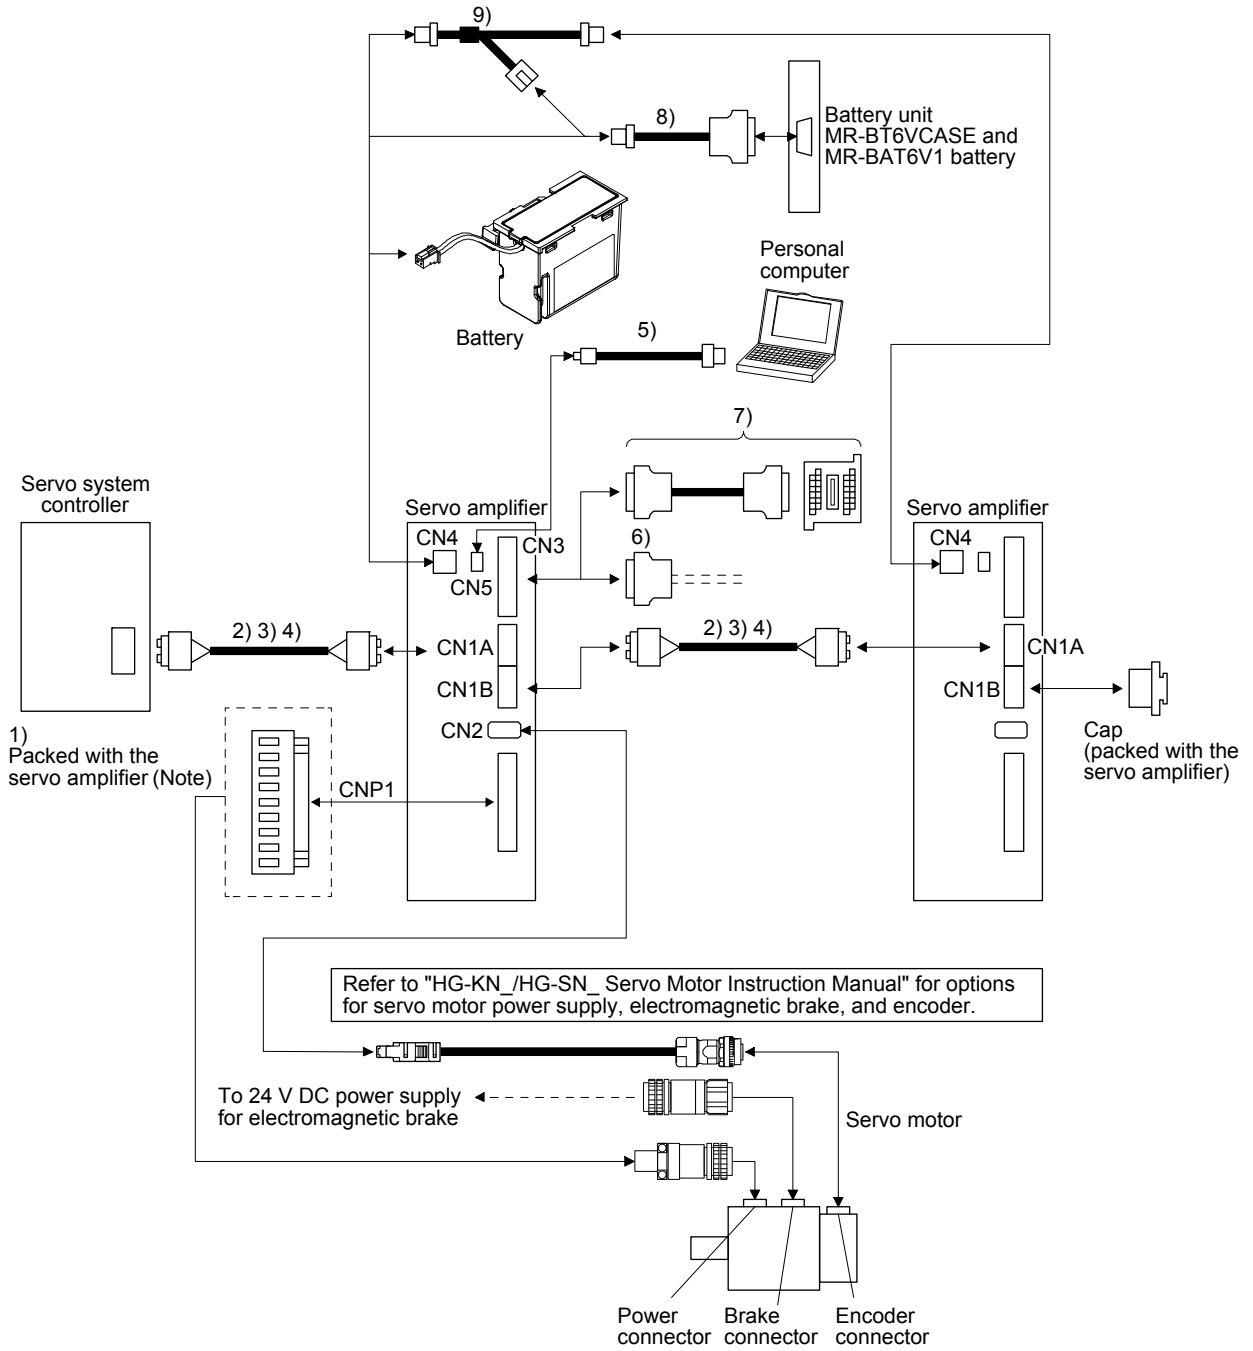 9)
8)
Battery unit
MR-BT6VCASE and
MR-BAT6V1 battery
Personal
computer
5)
Battery
7)
Servo system
controller
Servo amplifier
Servo amplifier
CN4
CN3
6)
CN4
CN5
2) 3) 4)
2) 3) 4)
CN1A
CN1A
CN1B
CN1B
CN2
1)
Packed with the
servo amplifier (Note)
Cap
(packed with the
servo amplifier)
CNP1
Refer to "HG-KN_/HG-SN_ Servo Motor Instruction Manual" for options
for servo motor power supply, electromagnetic brake, and encoder.
To 24 V DC power supply
for electromagnetic brake
Servo motor
Power
connector
Brake
connector
Encoder
connector